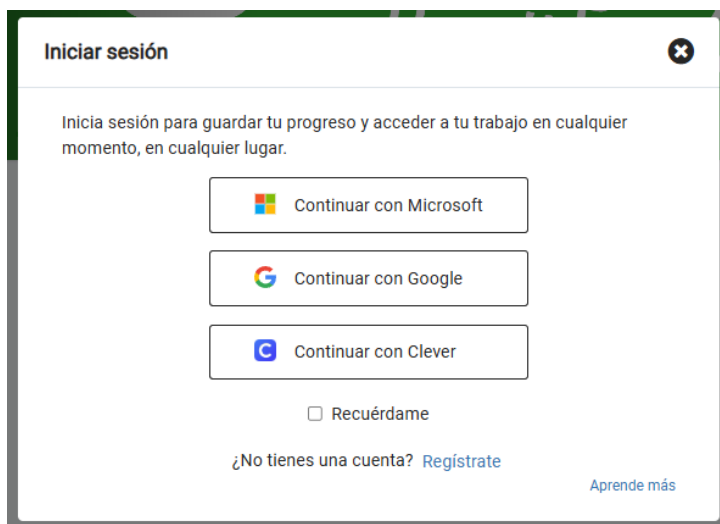 Iniciar sesión
Inicia sesión para guardar tu progreso y acceder a tu trabajo en cualquier
momento, en cualquier lugar.
Continuar con Microsoft
Continuar con Google
Continuar con Clever
Recuérdame
¿No tienes una cuenta? Regístrate
Aprende más